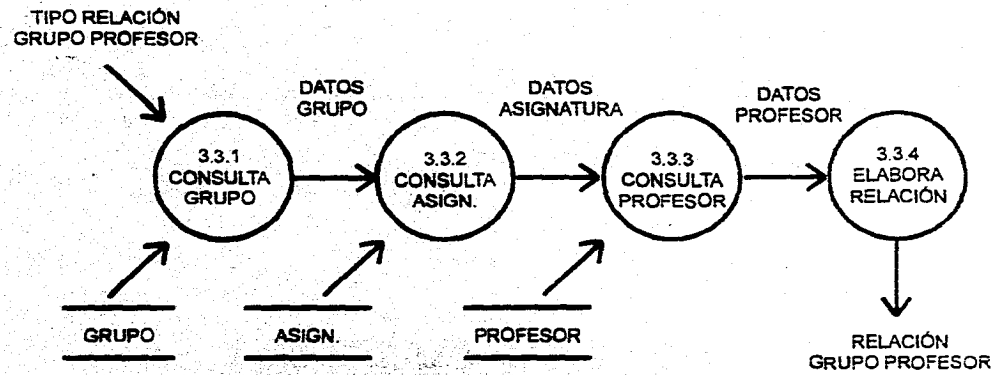 TIPO RELACIÓN
GRUPO PROFESOR
DATOS
GRUPO
DATOS
ASIGNATURA
DATOS
PROFESOR
3.3.1
CONSULTA
GRUPO
3.3.2
CONSULTA
ASIGN.
3.3.3
CONSULTA
PROFESOR
3.3.4
ELABORA
RELACIÓN
GRUPO
ASIGN.
PROFESOR
RELACIÓN
GRUPO PROFESOR